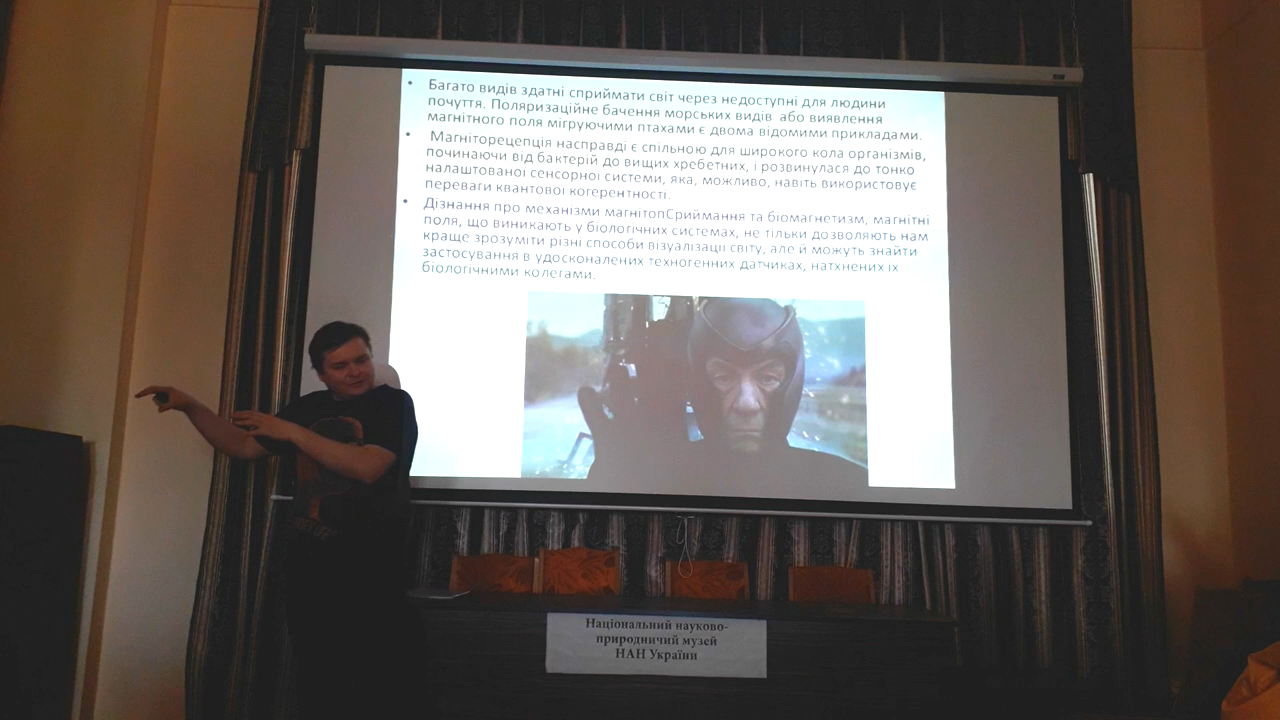 • Багато видів здатні сприймати світ через недоступні для людини
почуття. Поляризаційне бачення морських видів або виявлення
магнітного поля мігруючими птахами є двома відомими прикладами.
• Магніторецепція насправді є спільною для широкого кола організмів,
починаючи від бактерій до вищих хребетних, і розвинулася до тонко
налаштованої сенсорної системи, яка, можливо, навіть використовує
переваги квантової когерентності.
• Дізнання про механізми магнітопСриймання та біомагнетизм, магнітні
поля, що виникають у біологічних системах, не тільки дозволяють нам
краще зрозуміти різні способи візуалізації світу, але й можуть знайти
застосування в удосконалених техногенних датчиках, натхнених їх
біологічними колегами.
Національний науково-
природничий музей
НАН України